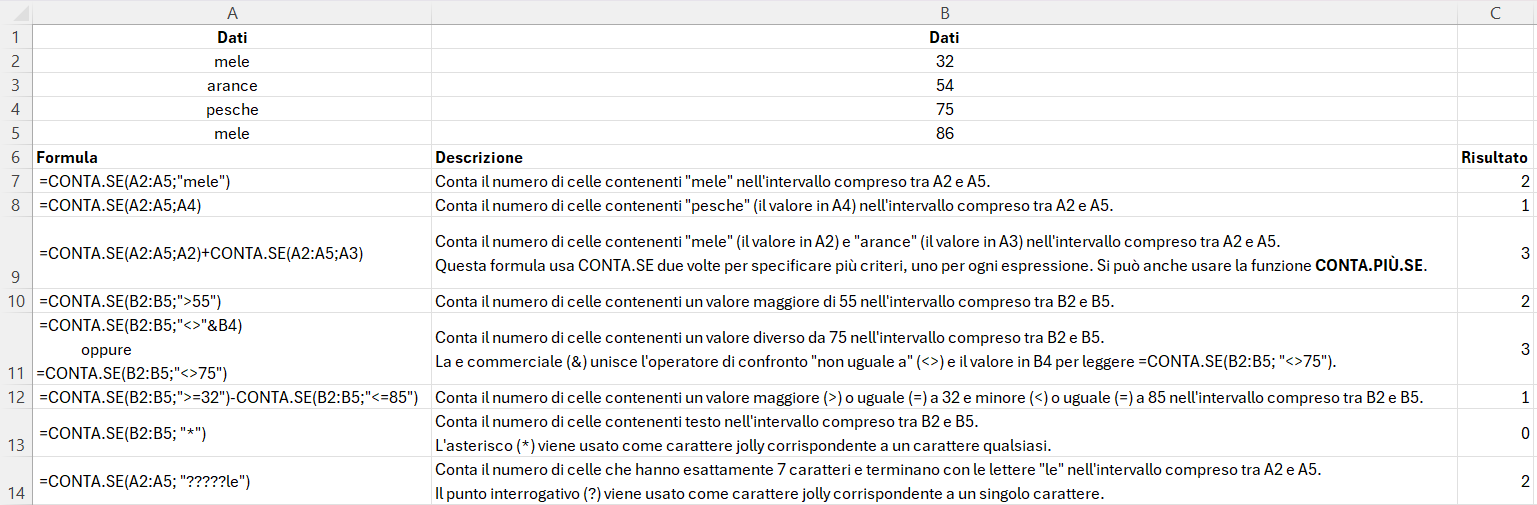 A B C
1 Dati Dati
2 mele 32
3 arance 54
4 pesche 75
5 mele 86
6 Formula Descrizione Risultato
7 =CONTA.SE(A2:A5;"mele") Conta il numero di celle contenenti "mele" nell'intervallo compreso tra A2 e A5. 2
8 =CONTA.SE(A2:A5;A4) Conta il numero di celle contenenti "pesche" (il valore in A4) nell'intervallo compreso tra A2 e A5. 1
Conta il numero di celle contenenti "mele" (il valore in A2) e "arance" (il valore in A3) nell'intervallo compreso tra A2 e A5.
=CONTA.SE(A2:A5;A2)+CONTA.SE(A2:A5;A3) 3
Questa formula usa CONTA.SE due volte per specificare più criteri, uno per ogni espressione. Si può anche usare la funzione CONTA.PIÙ.SE.
9
10 =CONTA.SE(B2:B5;">55") Conta il numero di celle contenenti un valore maggiore di 55 nell'intervallo compreso tra B2 e B5. 2
=CONTA.SE(B2:B5;"<>"&B4)
Conta il numero di celle contenenti un valore diverso da 75 nell'intervallo compreso tra B2 e B5.
oppure 3
La e commerciale (&) unisce l'operatore di confronto "non uguale a" (<>) e il valore in B4 per leggere =CONTA.SE(B2:B5; "<>75").
11 =CONTA.SE(B2:B5;"<>75")
12 =CONTA.SE(B2:B5;">=32")-CONTA.SE(B2:B5;"<=85") Conta il numero di celle contenenti un valore maggiore (>) o uguale (=) a 32 e minore (<) o uguale (=) a 85 nell'intervallo compreso tra B2 e B5. 1
Conta il numero di celle contenenti testo nell'intervallo compreso tra B2 e B5.
=CONTA.SE(B2:B5; "*") 0
13 L'asterisco (*) viene usato come carattere jolly corrispondente a un carattere qualsiasi.
Conta il numero di celle che hanno esattamente 7 caratteri e terminano con le lettere "le" nell'intervallo compreso tra A2 e A5.
=CONTA.SE(A2:A5; "?????le") 2
14 Il punto interrogativo (?) viene usato come carattere jolly corrispondente a un singolo carattere.